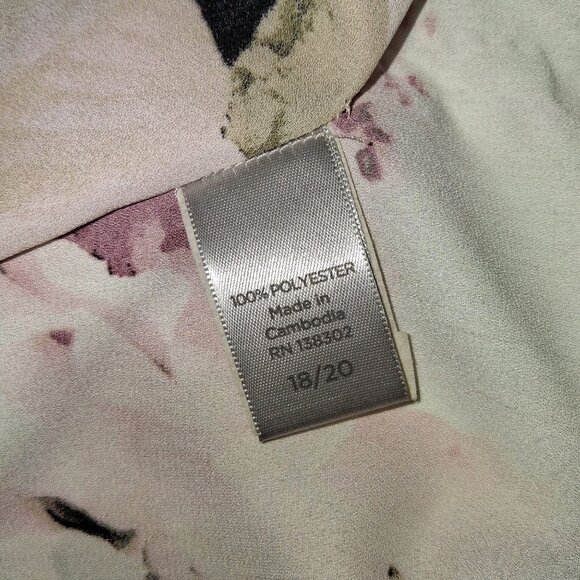 100% POLYESTER
Made in
Cambodia
RN 138302
18/20